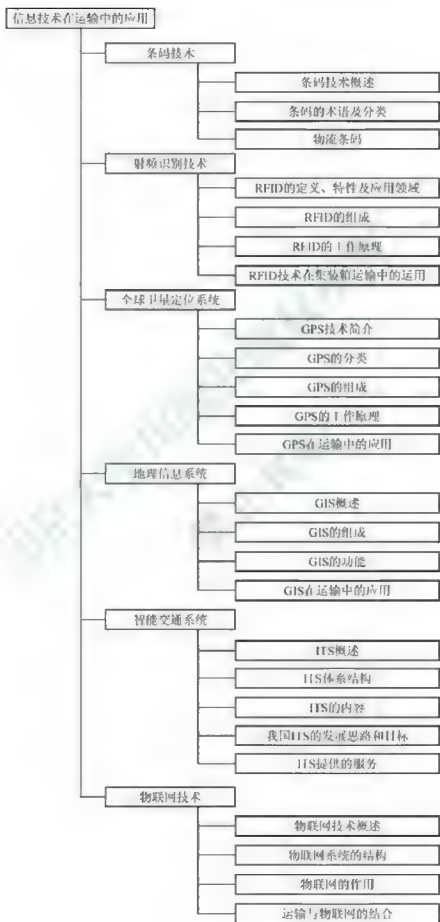 信息技术在运输中的应用
条码技术
条码技术概述
条码的术语及分类
物流条码
射频识别技术
RFID的定义、特性及应用领域
RFID的组成
RFID的工作原理
RFID技术在集装箱运输中的运用
全球卫星定位系统
GPS技术简介
GPS的分类
GPS的组成
GPS的工作原理
GPS在运输中的应用
地理信息系统
GIS概述
GIS的组成
GIS的功能
GIS在运输中的应用
智能交通系统
ITS概述
ITS体系结构
ITS的内容
我国ITS的发展思路和目标
ITS提供的服务
物联网技术
物联网技术概述
物联网系统的结构
物联网的作用
运输与物联网的结合